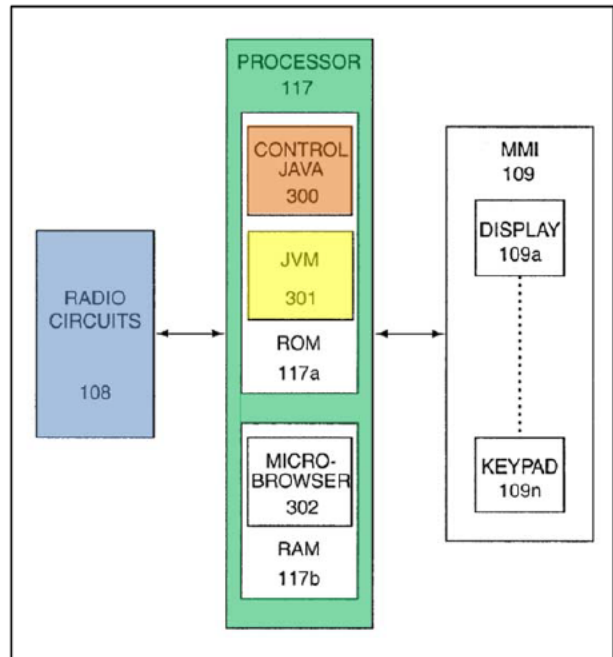 PROCESSOR
117
CONTROL
JAVA
300
JVM
301
ROM
117a
MICRO-
BROWSER
302
RAM
117b
RADIO
CIRCUITS
108
MMI
109
DISPLAY
109a
KEYPAD
109n